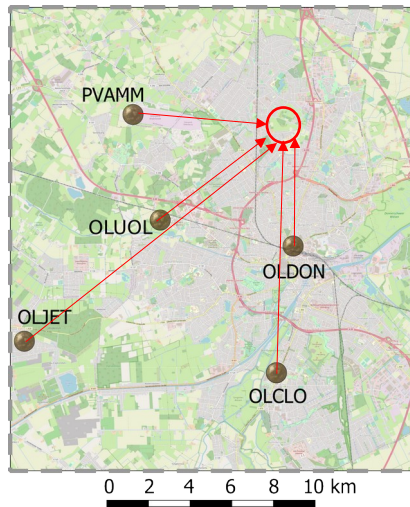 PVAMM
OLUOL
OLDON
OLJET
OLCLO
0 2 4 6 8 10 km